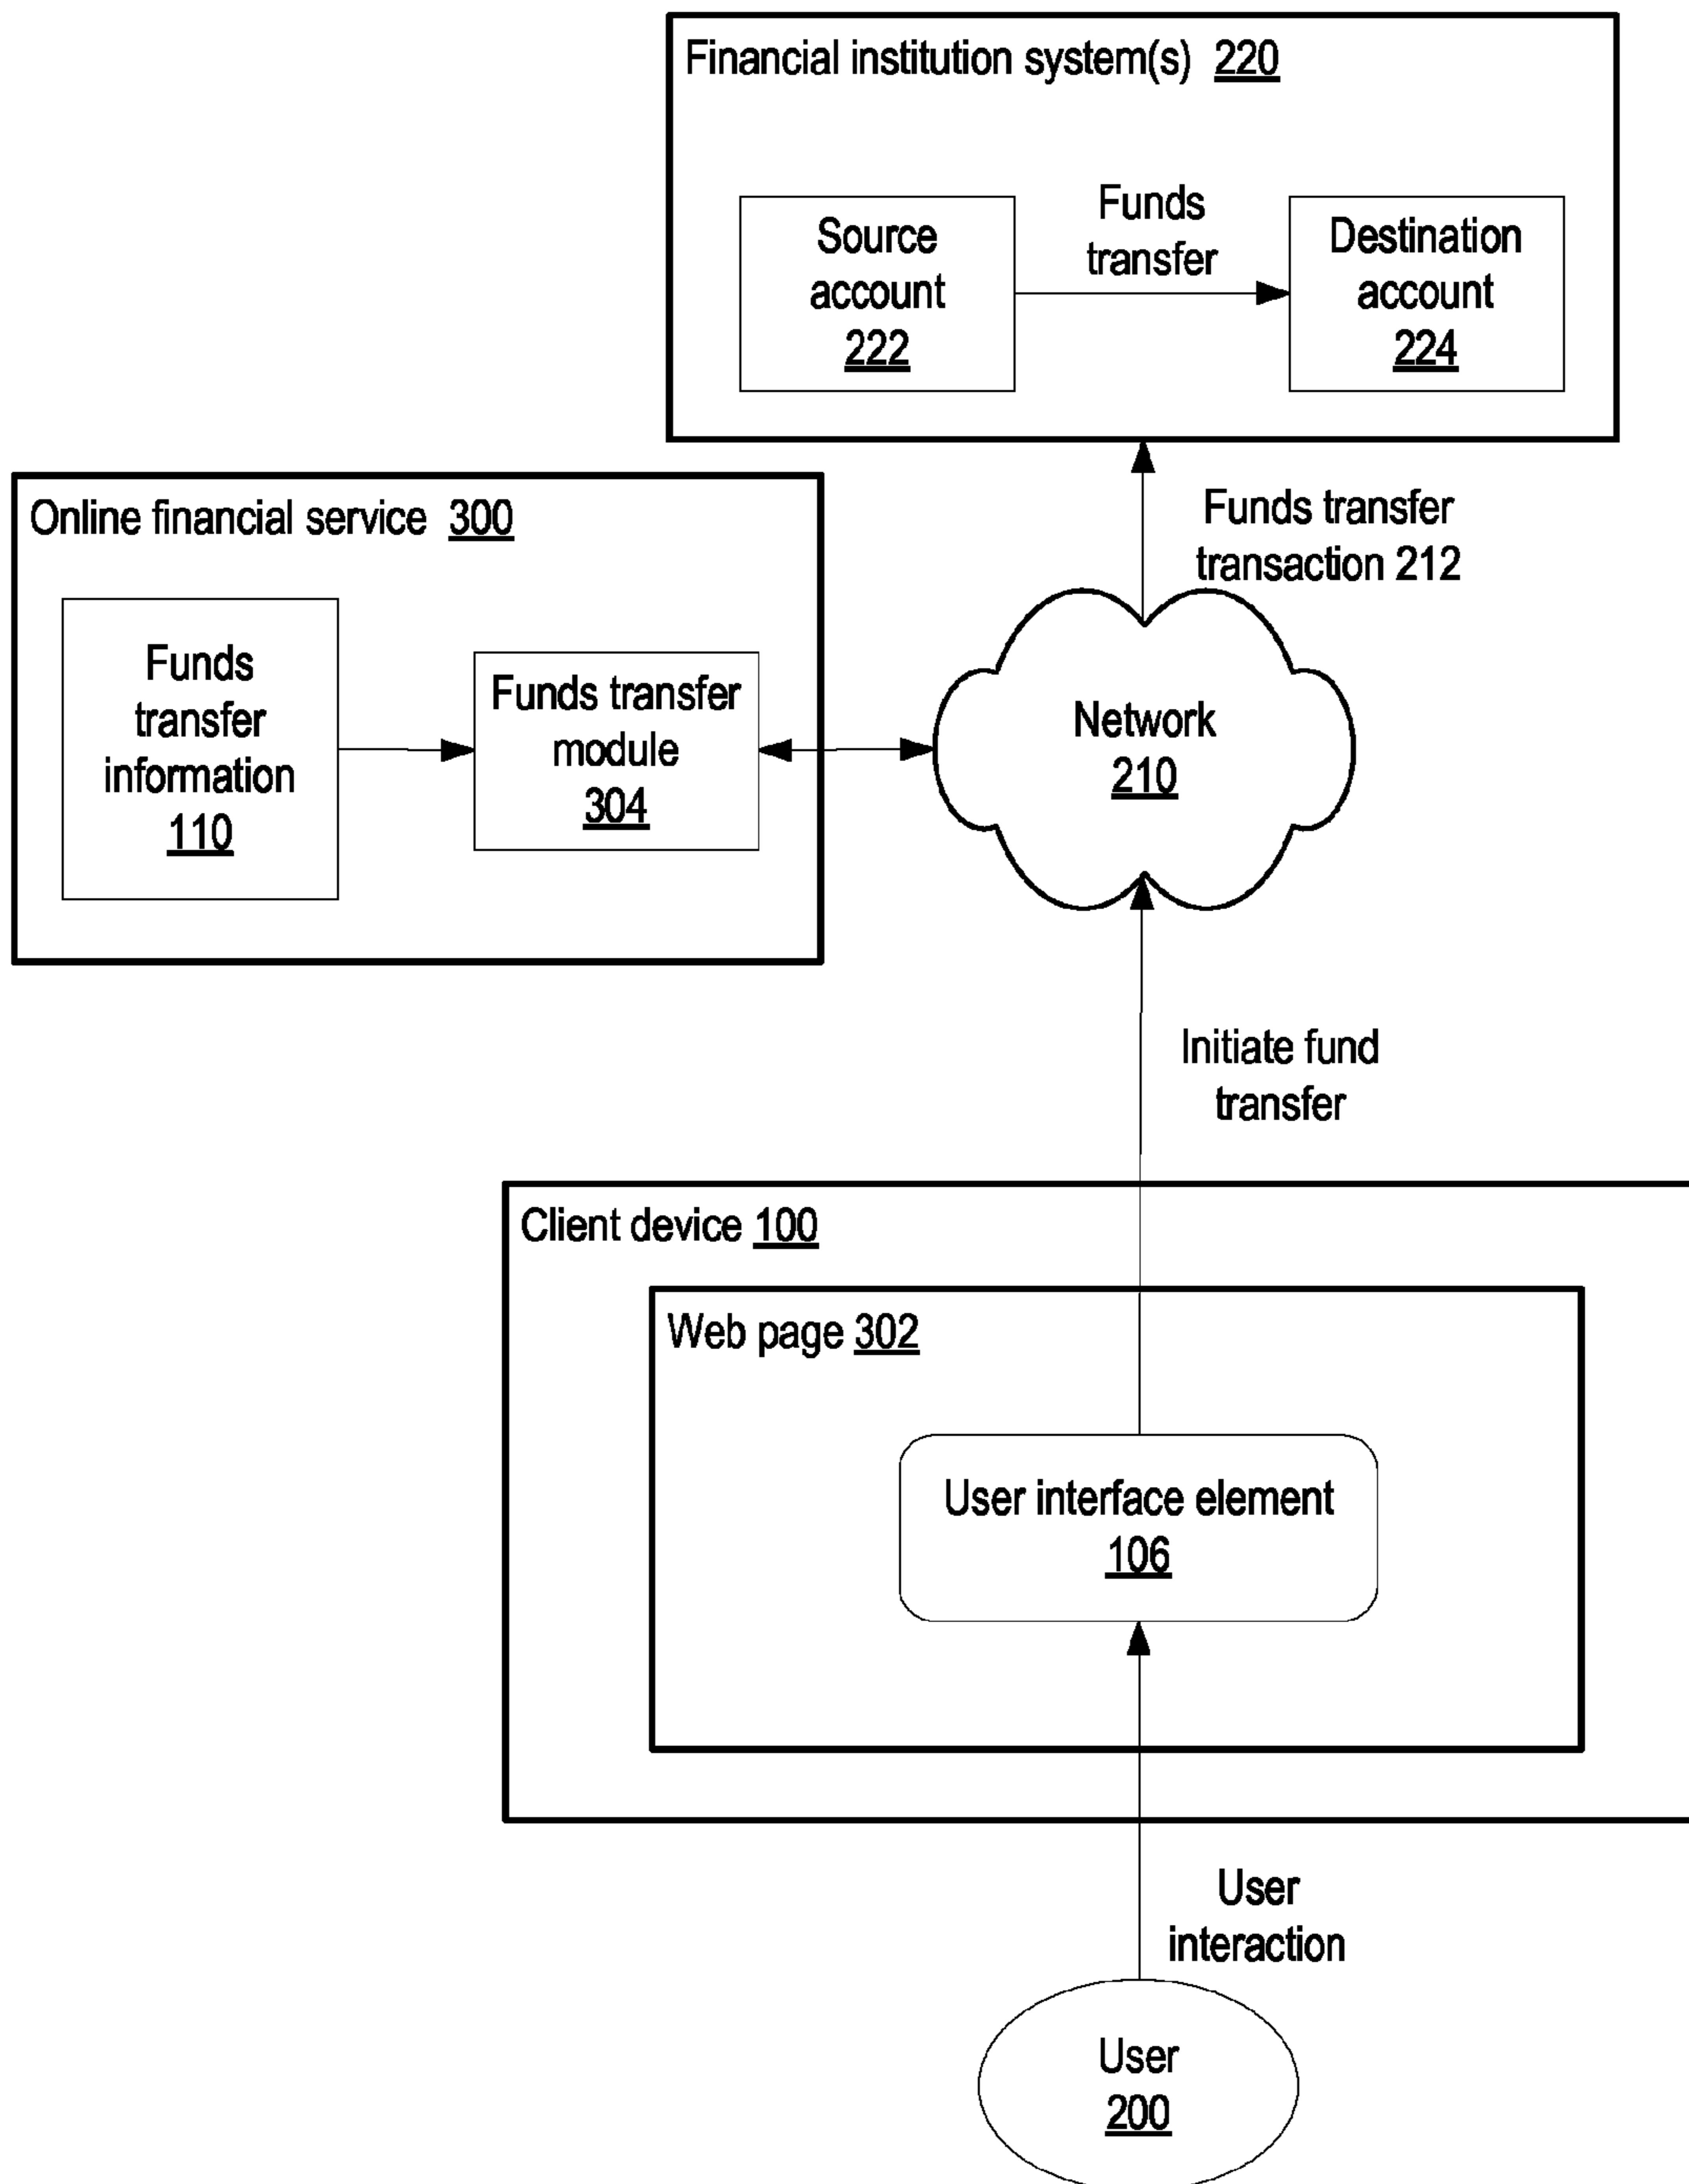 Financial institution system(s) 220
Source
account
222
Funds
transfer
Destination
account
224
Online financial service 300
Funds
transfer
information
110
Funds transfer
module
304
Funds transfer
transaction 212
Network
210
Initiate fund
transfer
Client device 100
Web page 302
User interface element
106
User
interaction
User
200